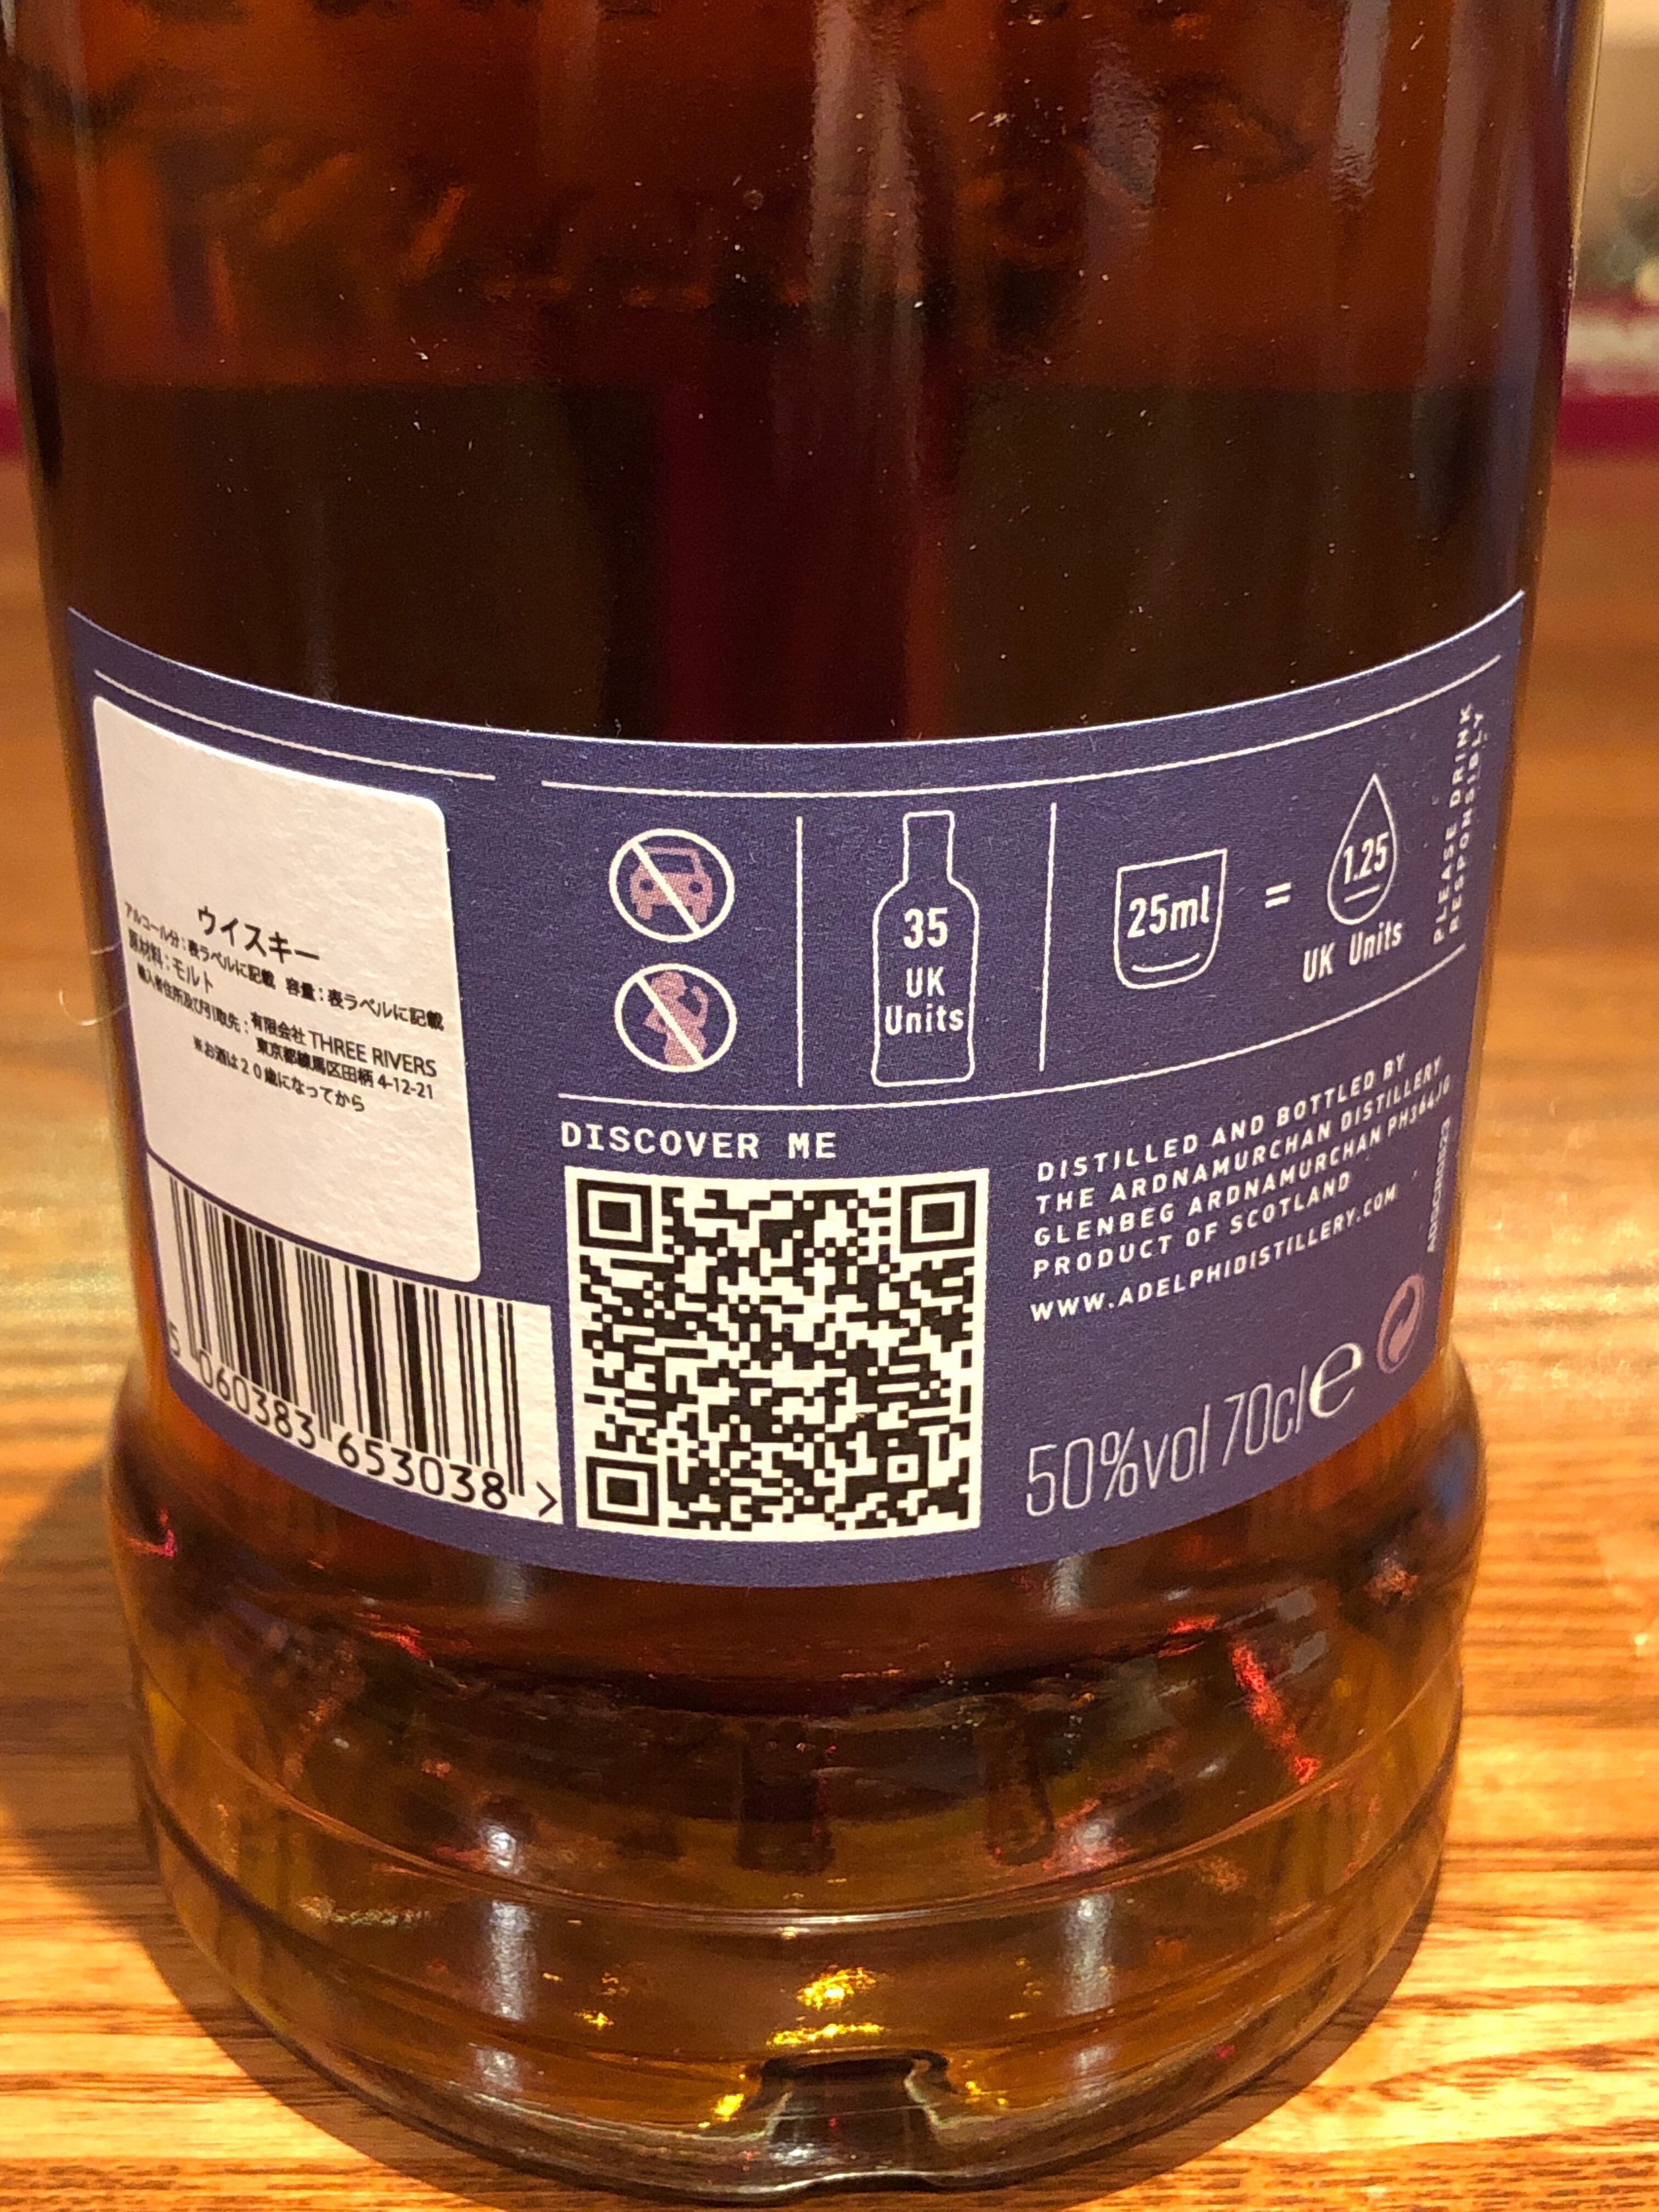 ウイスキー
アルコール分：表ラベルに記載 容量：表ラベルに記載
原材料：モルト
輸入者住所及び引取先：有限会社 THREE RIVERS
東京都練馬区田柄 4-12-21
※お酒は２０歳になってから
5 060383 653038 >
35
UK
Units
25ml
=
1.25
UK Units
PLEASE DRINK
RESPONSIBLY
DISCOVER ME
DISTILLED AND BOTTLED BY
THE ARDNAMURCHAN DISTILLERY
GLENBEG ARDNAMURCHAN PH364JG
PRODUCT OF SCOTLAND
WWW.ADELPHIDISTILLERY.COM
50%vol 70cl e